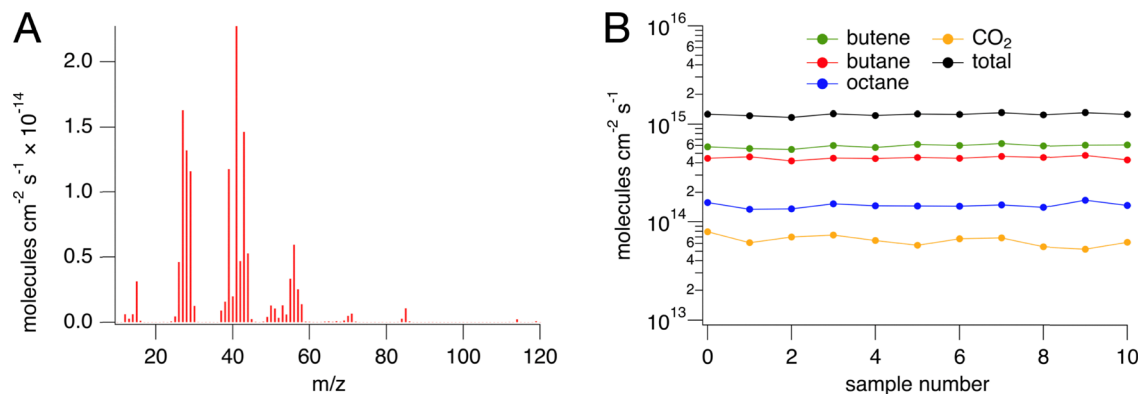 A
molecules cm⁻² s⁻¹ × 10⁻¹⁴
2.0
1.5
1.0
0.5
0.0
20
40
60
80
100
120
m/z
B
molecules cm⁻² s⁻¹
10¹⁶
6
4
2
10¹⁵
6
4
2
10¹⁴
6
4
2
10¹³
butene
butane
octane
CO₂
total
0
2
4
6
8
10
sample number